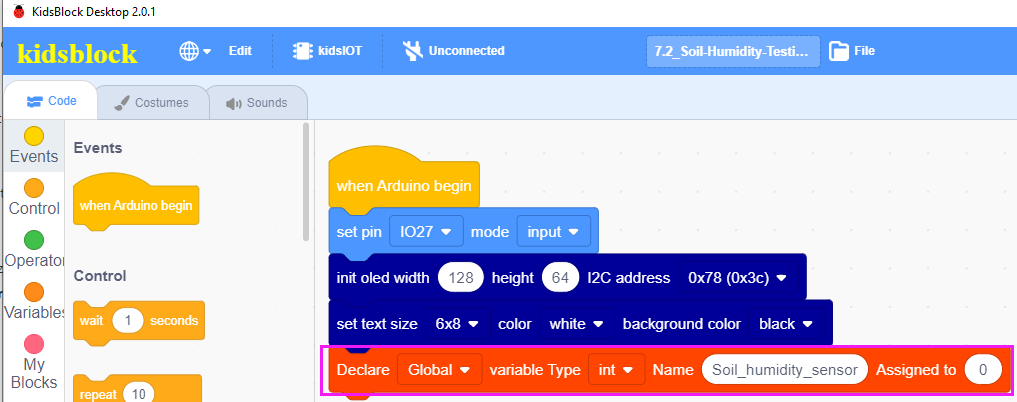 KidsBlock Desktop 2.0.1
kidsblock Edit kidsIOT Unconnected 7.2_Soil-Humidity-Testi... File
Code Costumes Sounds
Events
Control
Operator
Variables
My
Blocks
Events
when Arduino begin
Control
wait 1 seconds
repeat 10
when Arduino begin
set pin IO27 mode input
init oled width 128 height 64 I2C address 0x78 (0x3c)
set text size 6x8 color white background color black
Declare Global variable Type int Name Soil_humidity_sensor Assigned to 0